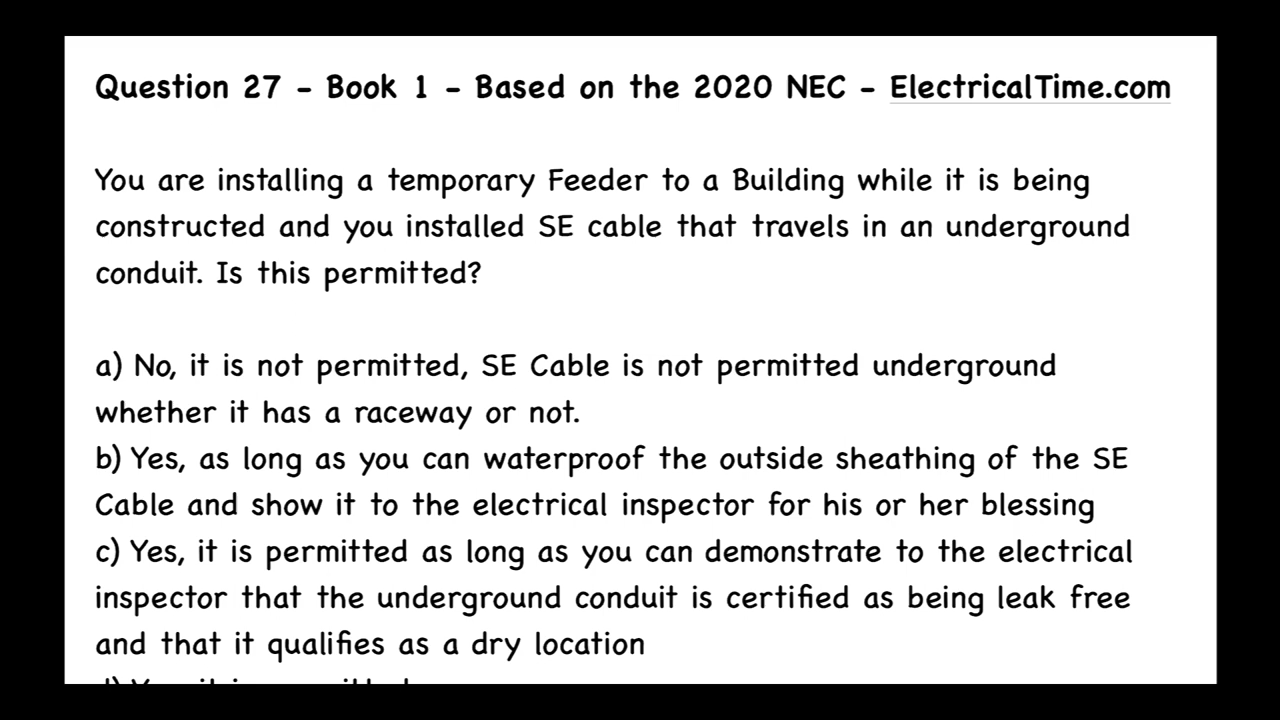 Question 27 - Book 1 - Based on the 2020 NEC - ElectricalTime.com
You are installing a temporary Feeder to a Building while it is being
constructed and you installed SE cable that travels in an underground
conduit. Is this permitted?
a) No, it is not permitted, SE Cable is not permitted underground
whether it has a raceway or not.
b) Yes, as long as you can waterproof the outside sheathing of the SE
Cable and show it to the electrical inspector for his or her blessing
c) Yes, it is permitted as long as you can demonstrate to the electrical
inspector that the underground conduit is certified as being leak free
and that it qualifies as a dry location